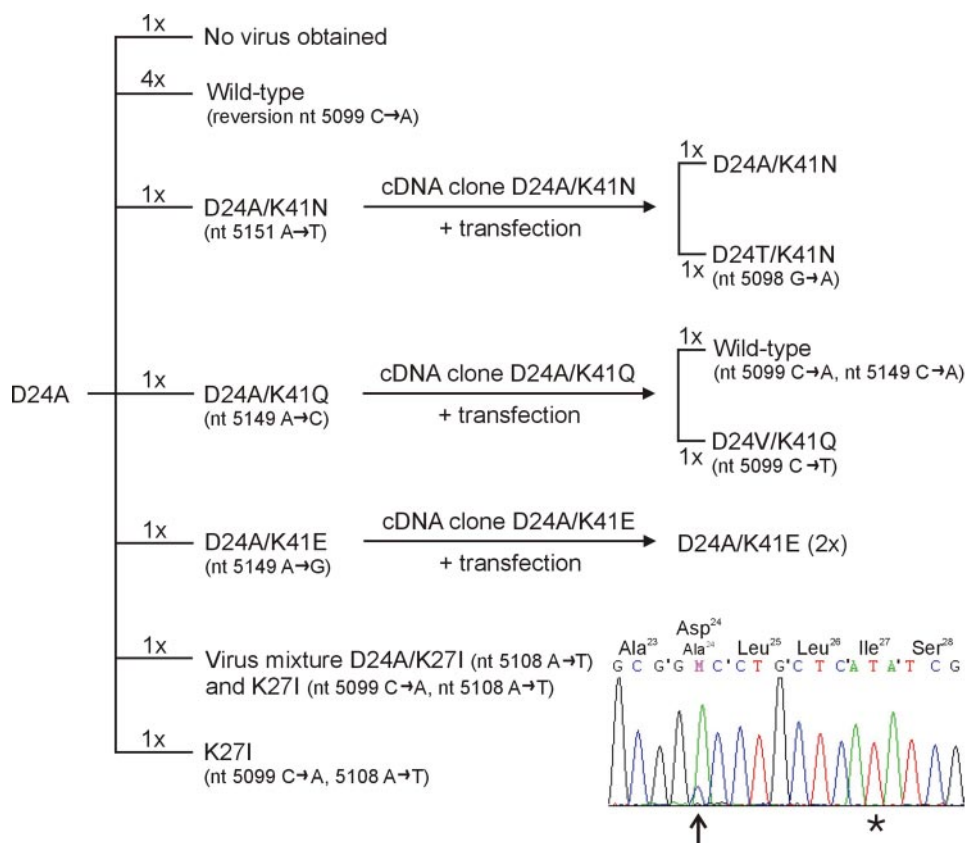 1x
No virus obtained
4x
Wild-type
(reversion nt 5099 C→A)
1x
D24A/K41N
(nt 5151 A→T)
cDNA clone D24A/K41N
+ transfection
1x
D24A/K41N
D24T/K41N
1x
(nt 5098 G→A)
D24A
1x
D24A/K41Q
(nt 5149 A→C)
cDNA clone D24A/K41Q
+ transfection
1x
Wild-type
(nt 5099 C→A, nt 5149 C→A)
D24V/K41Q
1x
(nt 5099 C→T)
1x
D24A/K41E
(nt 5149 A→G)
cDNA clone D24A/K41E
+ transfection
D24A/K41E (2x)
1x
Virus mixture D24A/K27I (nt 5108 A→T)
and K27I (nt 5099 C→A, nt 5108 A→T)
1x
K27I
(nt 5099 C→A, 5108 A→T)
Asp24
Ala23 Ala24 Leu25 Leu26 Ile27 Ser28
G C G'G M C'C T G'C T C'A T A'T C G
*